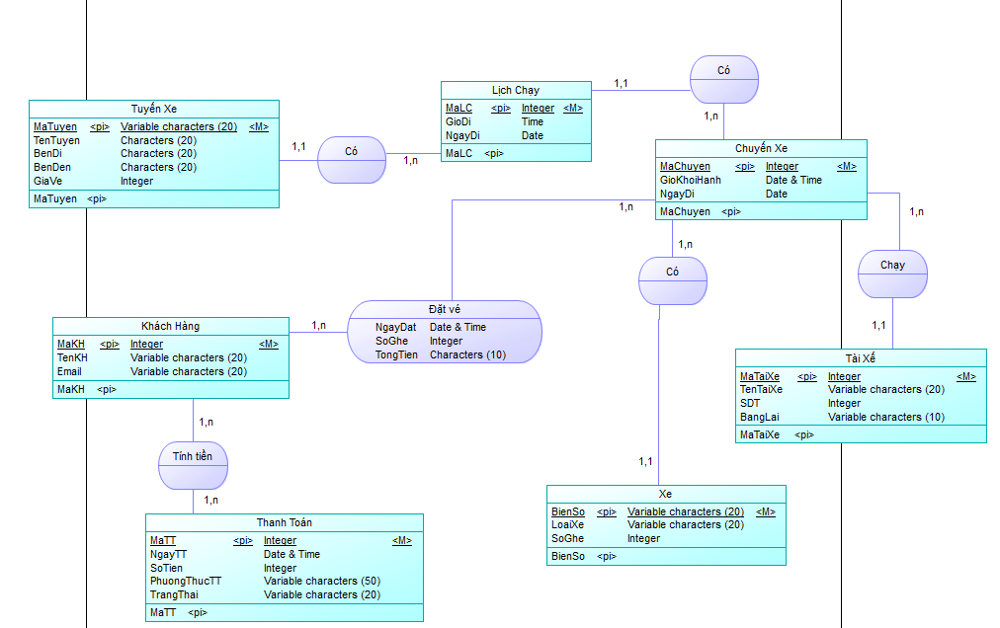 Có
1,1
Lịch Chạy
MaLC <pi> Integer <M>
GioDi Time
NgayDi Date
MaLC <pi>
1,n
Tuyến Xe
MaTuyen <pi> Variable characters (20) <M>
TenTuyen Characters (20)
BenDi Characters (20)
BenDen Characters (20)
GiaVe Integer
MaTuyen <pi>
1,1
Có
1,n
Chuyến Xe
MaChuyen <pi> Integer <M>
GioKhoiHanh Date & Time
NgayDi Date
MaChuyen <pi>
1,n
1,n
1,n
Có
Chạy
1,1
Đặt vé
NgayDat Date & Time
SoGhe Integer
TongTien Characters (10)
1,n
Khách Hàng
MaKH <pi> Integer <M>
TenKH Variable characters (20)
Email Variable characters (20)
MaKH <pi>
Tài Xế
MaTaiXe <pi> Integer <M>
TenTaiXe Variable characters (20)
SDT Integer
BangLai Variable characters (10)
MaTaiXe <pi>
1,n
Tính tiền
1,n
1,1
Xe
BienSo <pi> Variable characters (20) <M>
LoaiXe Variable characters (20)
SoGhe Integer
BienSo <pi>
Thanh Toán
MaTT <pi> Integer <M>
NgayTT Date & Time
SoTien Integer
PhuongThucTT Variable characters (50)
TrangThai Variable characters (20)
MaTT <pi>